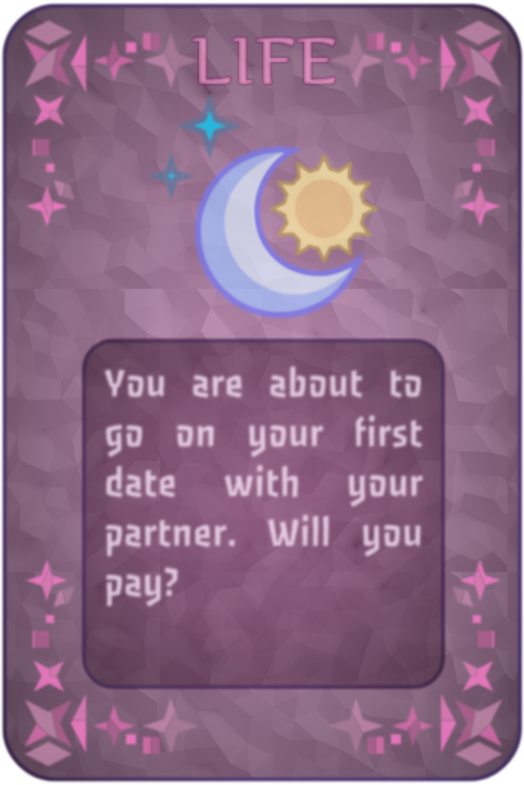 LIFE
You are about to
go on your first
date with your
partner. Will you
pay?